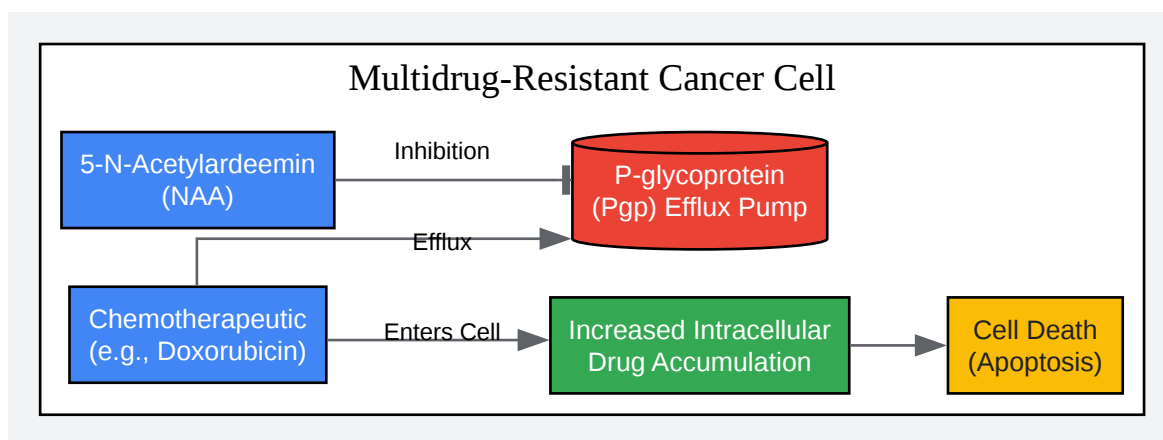 Multidrug-Resistant Cancer Cell
5-N-Acetylardeemin
(NAA)
Inhibition
P-glycoprotein
(Pgp) Efflux Pump
Efflux
Chemotherapeutic
(e.g., Doxorubicin)
Enters Cell
Increased Intracellular
Drug Accumulation
Cell Death
(Apoptosis)